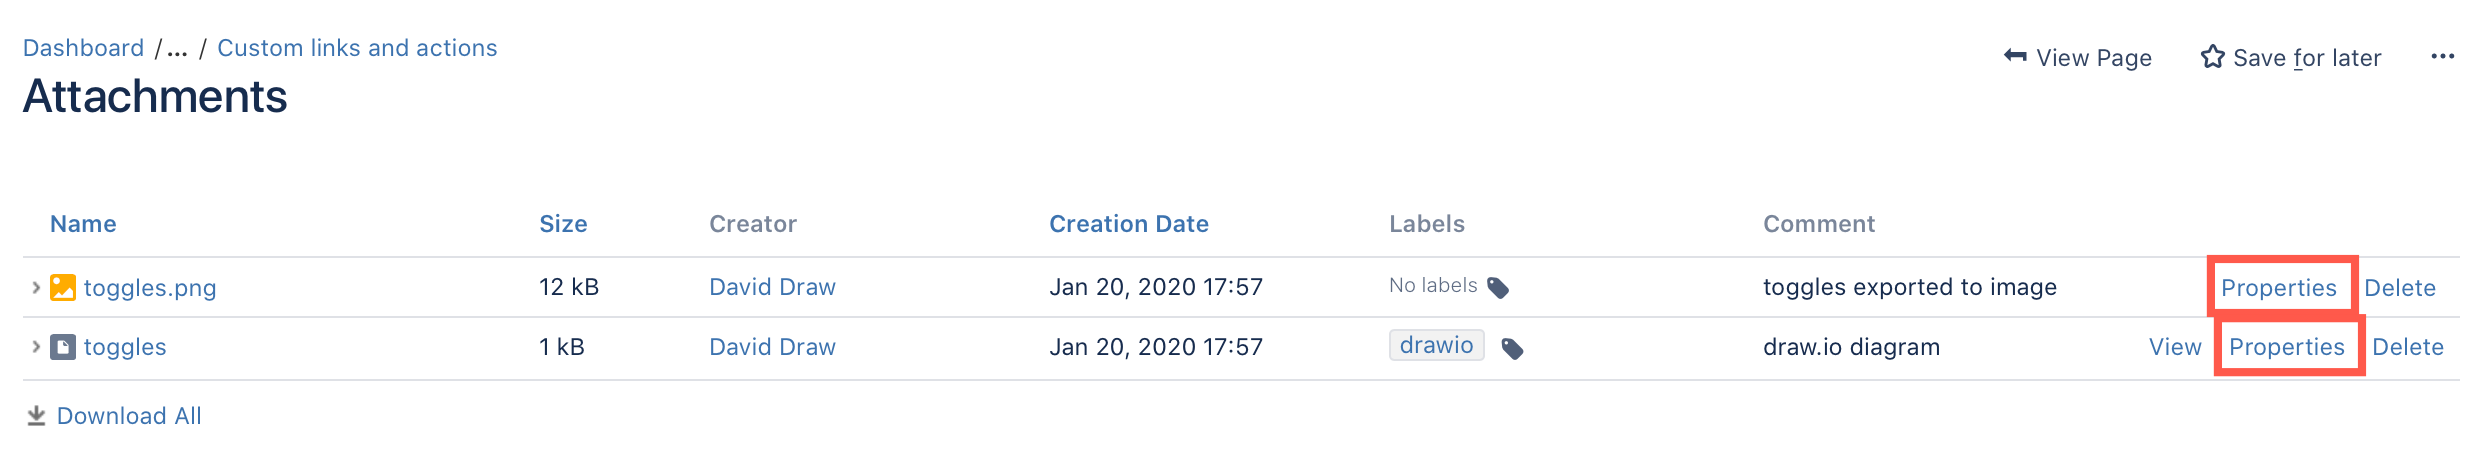 Dashboard /... / Custom links and actions
View Page Save for later ...
Attachments
Name Size Creator Creation Date Labels Comment
toggles.png 12 kB David Draw Jan 20, 2020 17:57 No labels toggles exported to image Properties Delete
toggles 1 kB David Draw Jan 20, 2020 17:57 drawio draw.io diagram View Properties Delete
Download All